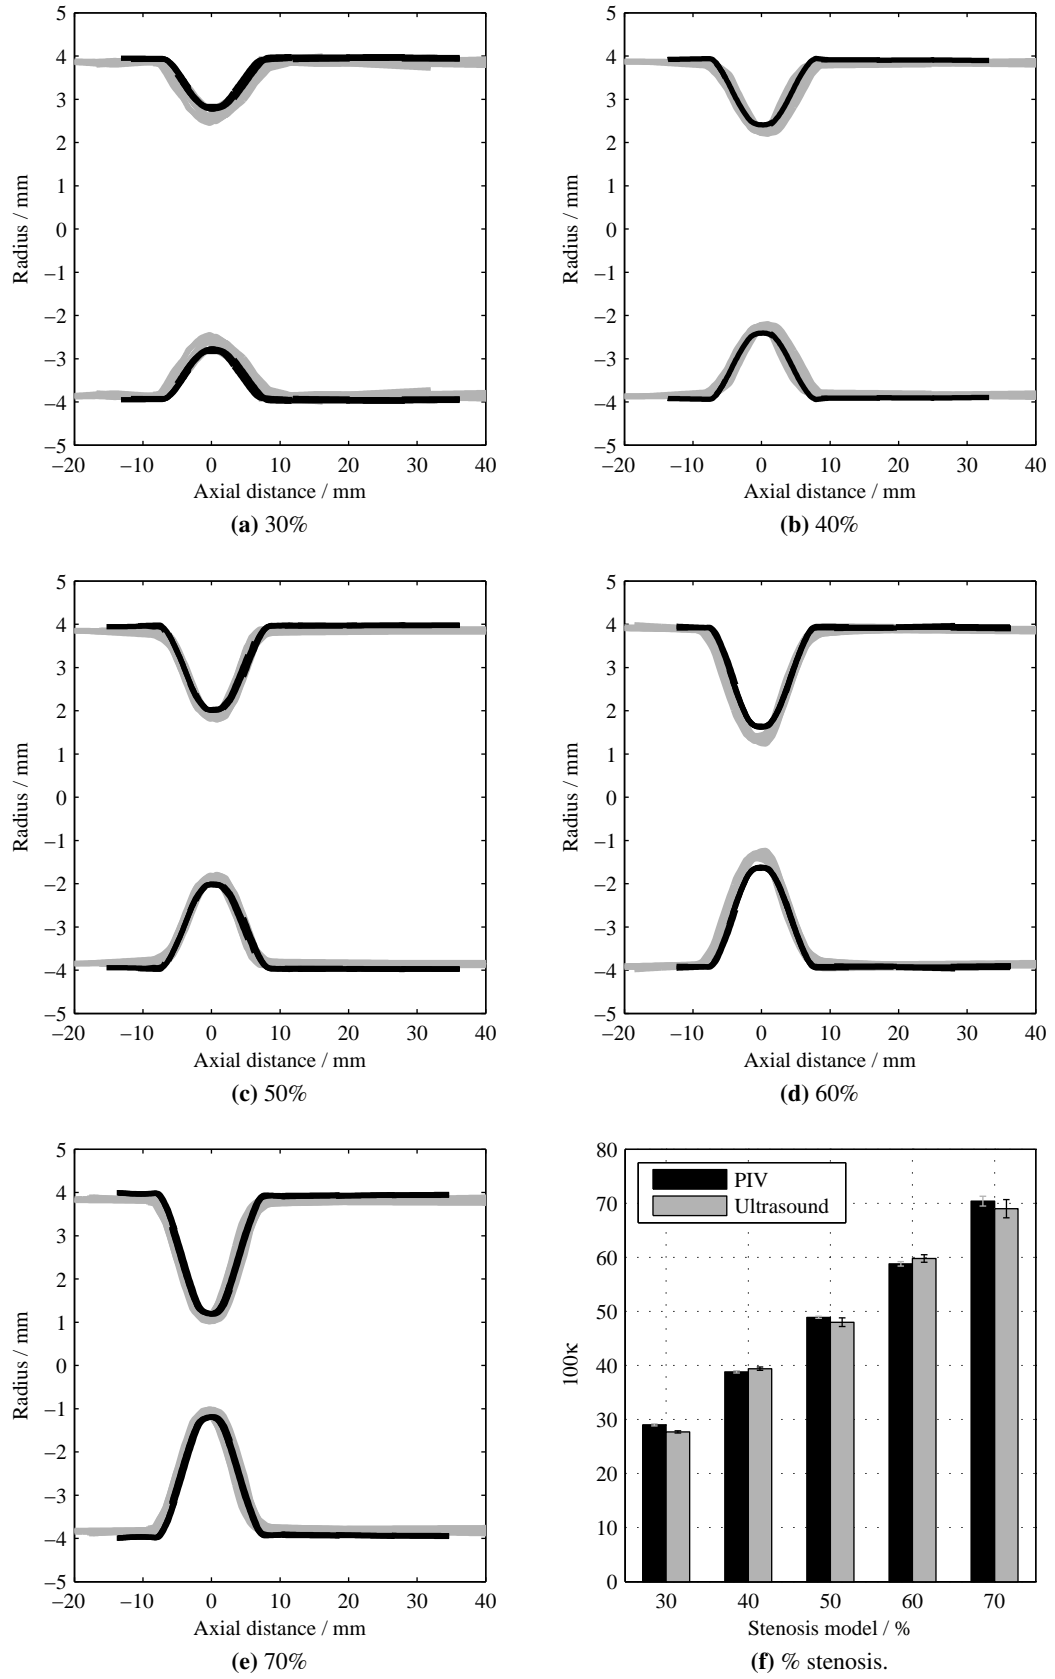 5
4
3
2
1
0
−1
−2
−3
−4
−5
Radius / mm
−20 −10 0 10 20 30 40
Axial distance / mm
(a) 30%
5
4
3
2
1
0
−1
−2
−3
−4
−5
Radius / mm
−20 −10 0 10 20 30 40
Axial distance / mm
(b) 40%
5
4
3
2
1
0
−1
−2
−3
−4
−5
Radius / mm
−20 −10 0 10 20 30 40
Axial distance / mm
(c) 50%
5
4
3
2
1
0
−1
−2
−3
−4
−5
Radius / mm
−20 −10 0 10 20 30 40
Axial distance / mm
(d) 60%
5
4
3
2
1
0
−1
−2
−3
−4
−5
Radius / mm
−20 −10 0 10 20 30 40
Axial distance / mm
(e) 70%
80
70
60
50
40
30
20
10
0
100κ
PIV
Ultrasound
30 40 50 60 70
Stenosis model / %
(f) % stenosis.